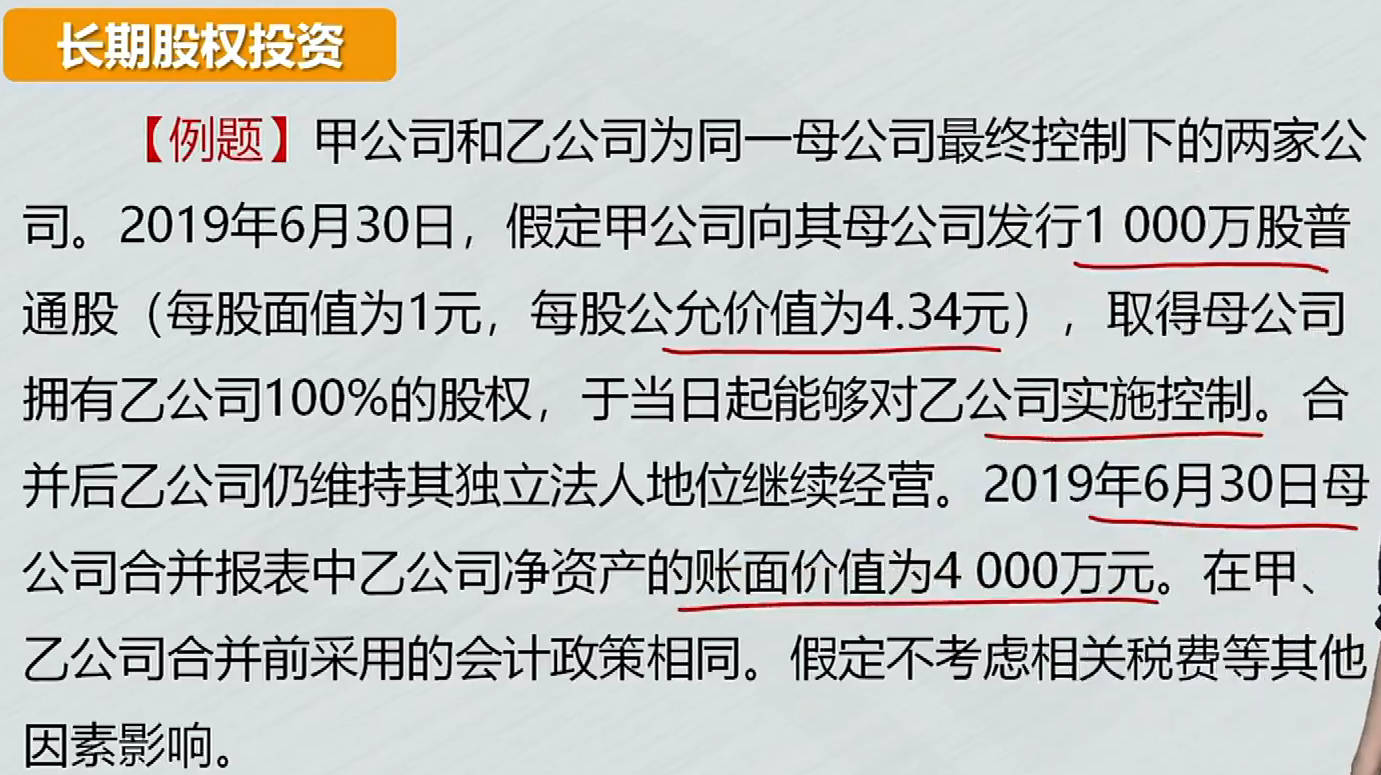 长期股权投资
【例题】甲公司和乙公司为同一母公司最终控制下的两家公
司。2019年6月30日，假定甲公司向其母公司发行1 000万股普
通股（每股面值为1元，每股公允价值为4.34元），取得母公司
拥有乙公司100%的股权，于当日起能够对乙公司实施控制。合
并后乙公司仍维持其独立法人地位继续经营。2019年6月30日母
公司合并报表中乙公司净资产的账面价值为4 000万元。在甲、
乙公司合并前采用的会计政策相同。假定不考虑相关税费等其他
因素影响。